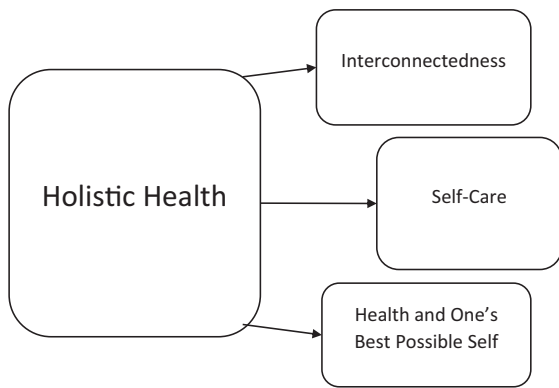 Interconnectedness
Holistic Health
Self-Care
Health and One’s
Best Possible Self